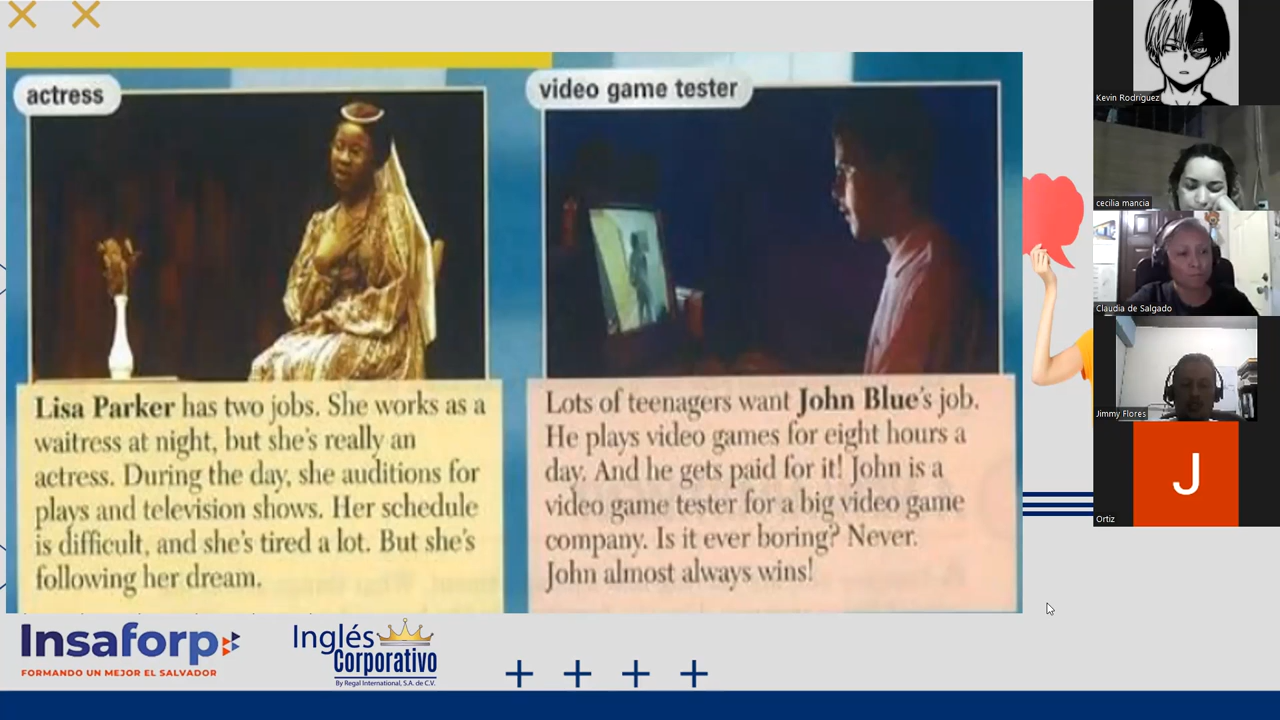 actress
Lisa Parker has two jobs. She works as a
waitress at night, but she's really an
actress. During the day, she auditions for
plays and television shows. Her schedule
is difficult, and she's tired a lot. But she's
following her dream.
video game tester
Lots of teenagers want John Blue's job.
He plays video games for eight hours a
day. And he gets paid for it! John is a
video game tester for a big video game
company. Is it ever boring? Never.
John almost always wins!
Insaforp
FORMANDO UN MEJOR EL SALVADOR
Inglés
Corporativo
By Regal International, S.A. de C.V.
Kevin Rodríguez
cecilia mancia
Claudia de Salgado
Jimmy Flores
J
Ortiz